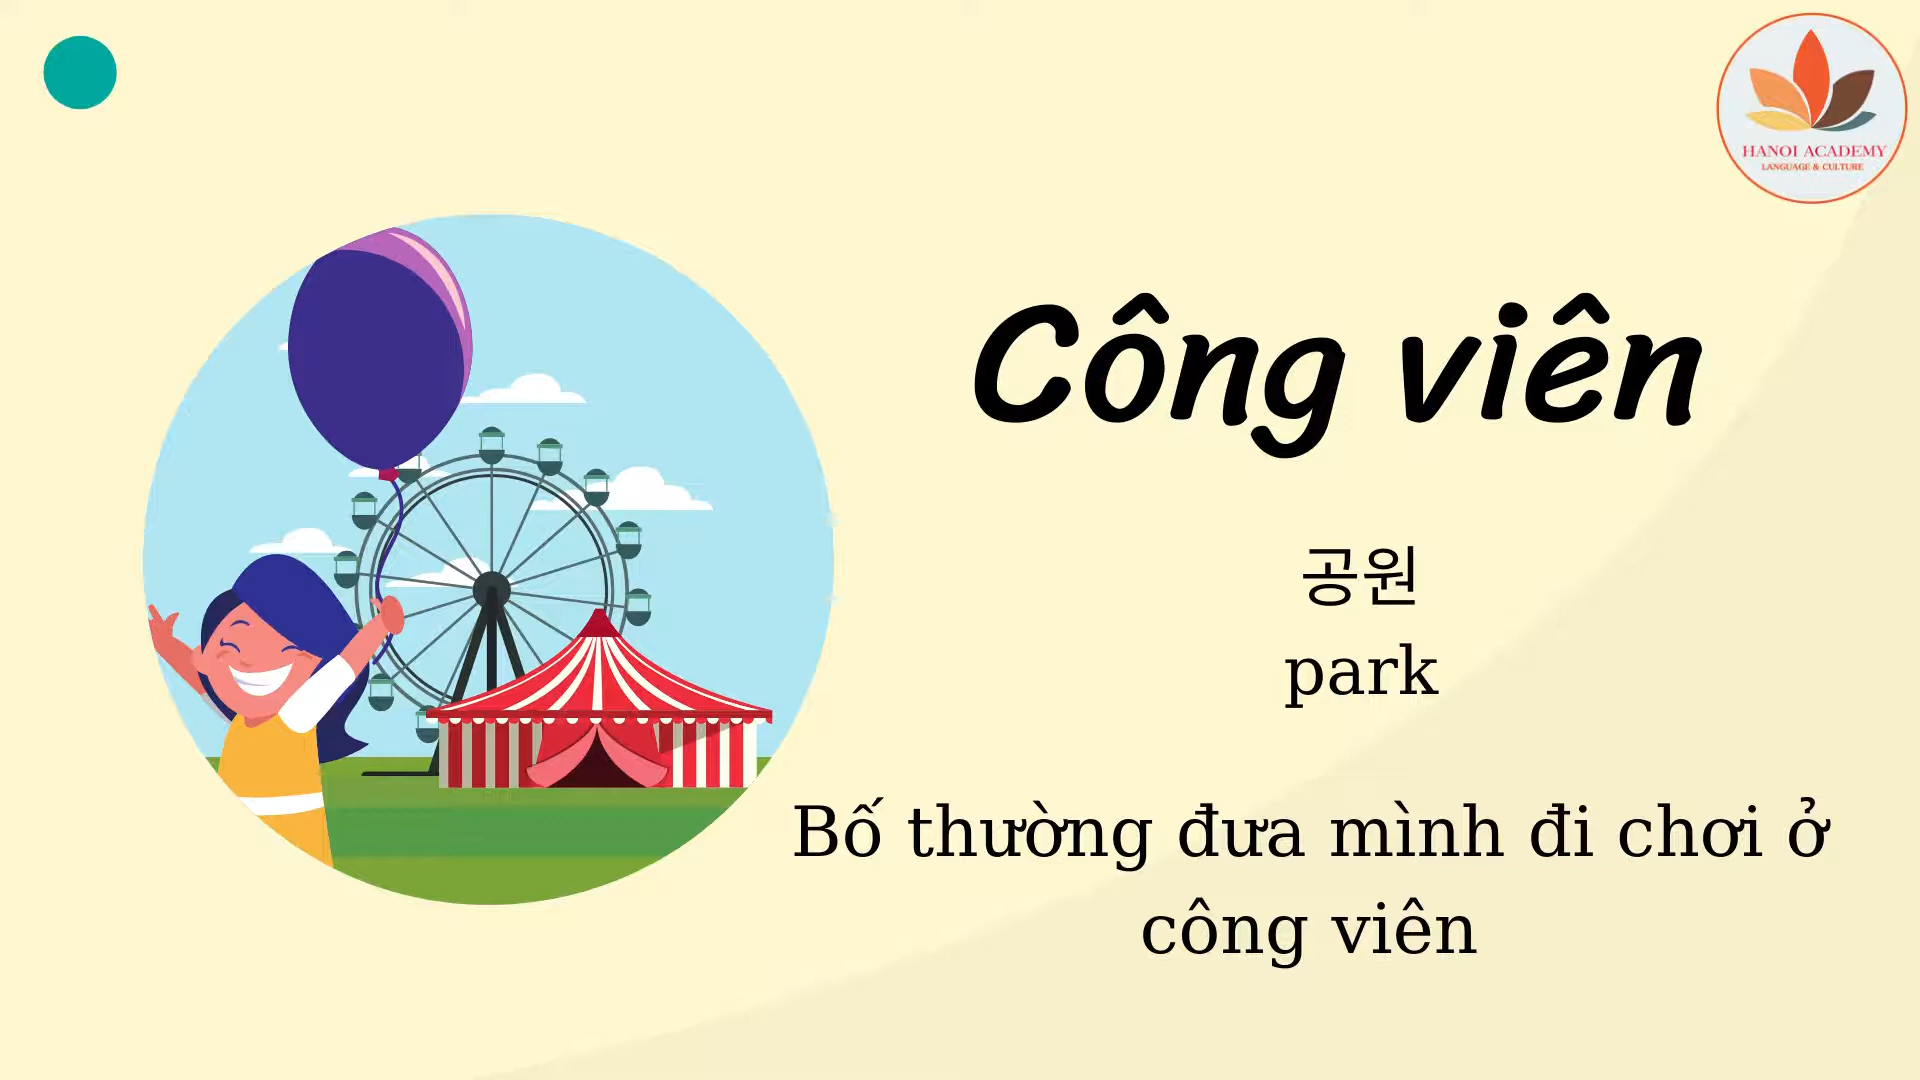 HANOI ACADEMY
LANGUAGE & CULTURE
Công viên
공원
park
Bố thường đưa mình đi chơi ở
công viên